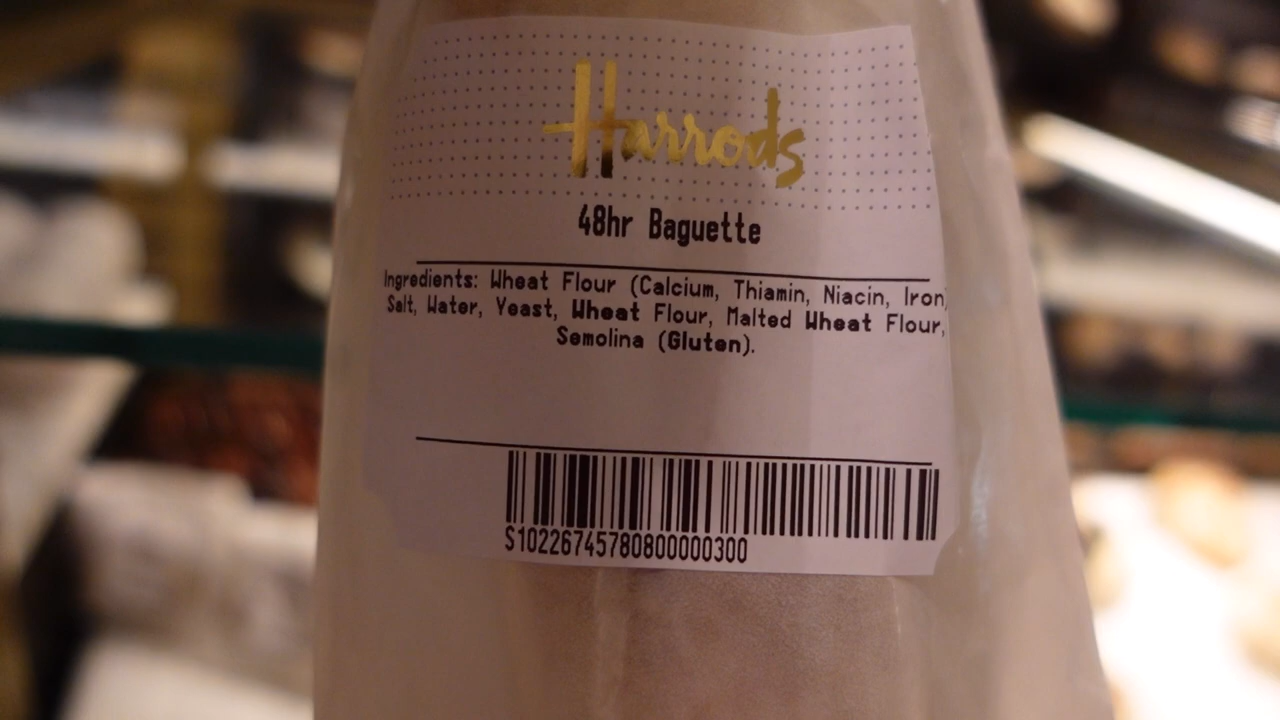 Harrods
48hr Baguette
Ingredients: Wheat Flour (Calcium, Thiamin, Niacin, Iron)
Salt, Water, Yeast, Wheat Flour, Malted Wheat Flour,
Semolina (Gluten).
S10226745780800000300